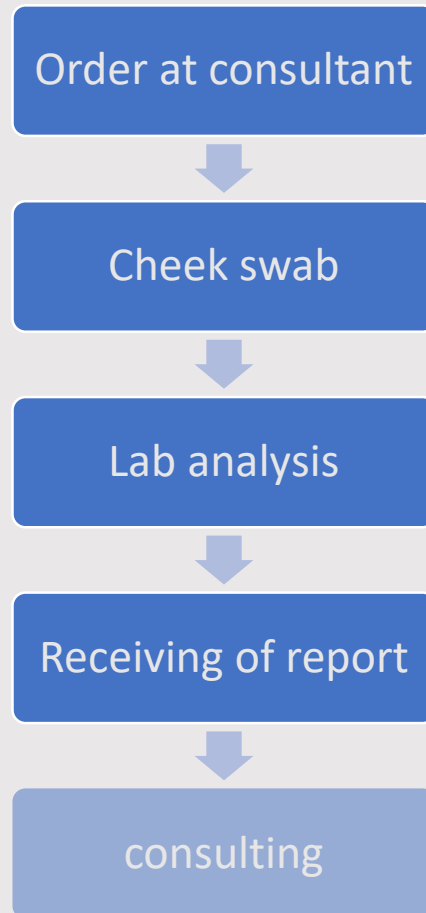 Order at consultant
Cheek swab
Lab analysis
Receiving of report
consulting